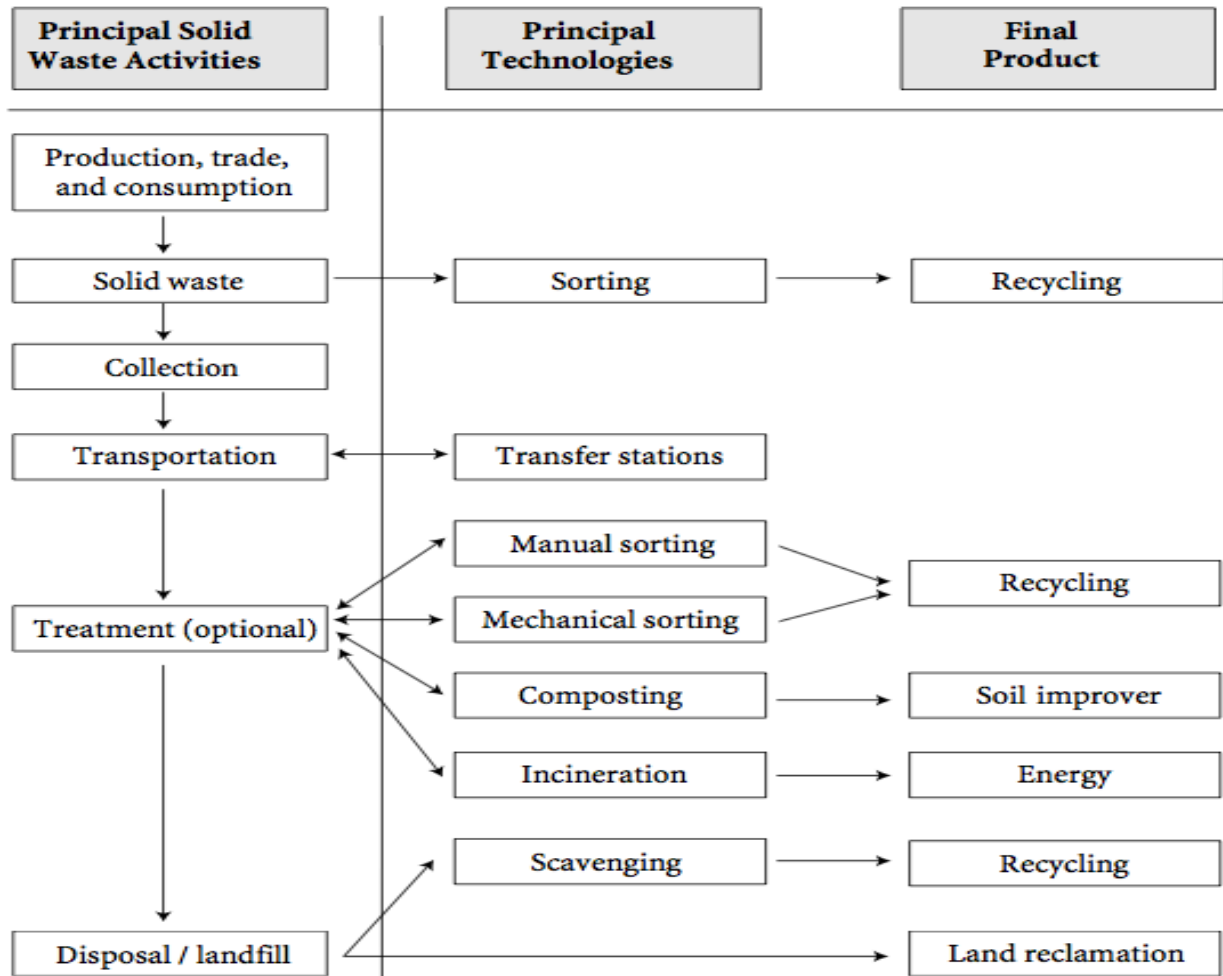 Principal Solid
Waste Activities
Principal
Technologies
Final
Product
Production, trade,
and consumption
Solid waste
Sorting
Recycling
Collection
Transportation
Transfer stations
Manual sorting
Recycling
Treatment (optional)
Mechanical sorting
Composting
Soil improver
Incineration
Energy
Scavenging
Recycling
Disposal / landfill
Land reclamation